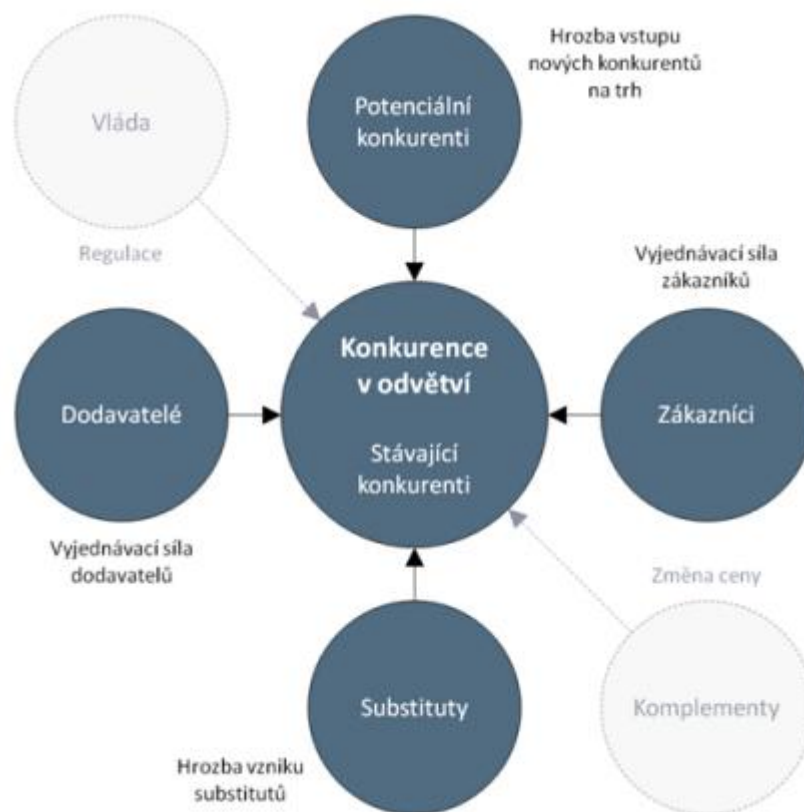 Hrozba vstupu
nových konkurentů
na trh
Vláda
Potenciální
konkurenti
Regulace
Vyjednávací síla
zákazníků
Konkurence
v odvětví
Dodavatelé
Zákazníci
Stávající
konkurenti
Vyjednávací síla
dodavatelů
Změna ceny
Substituty
Komplementy
Hrozba vzniku
substitutů